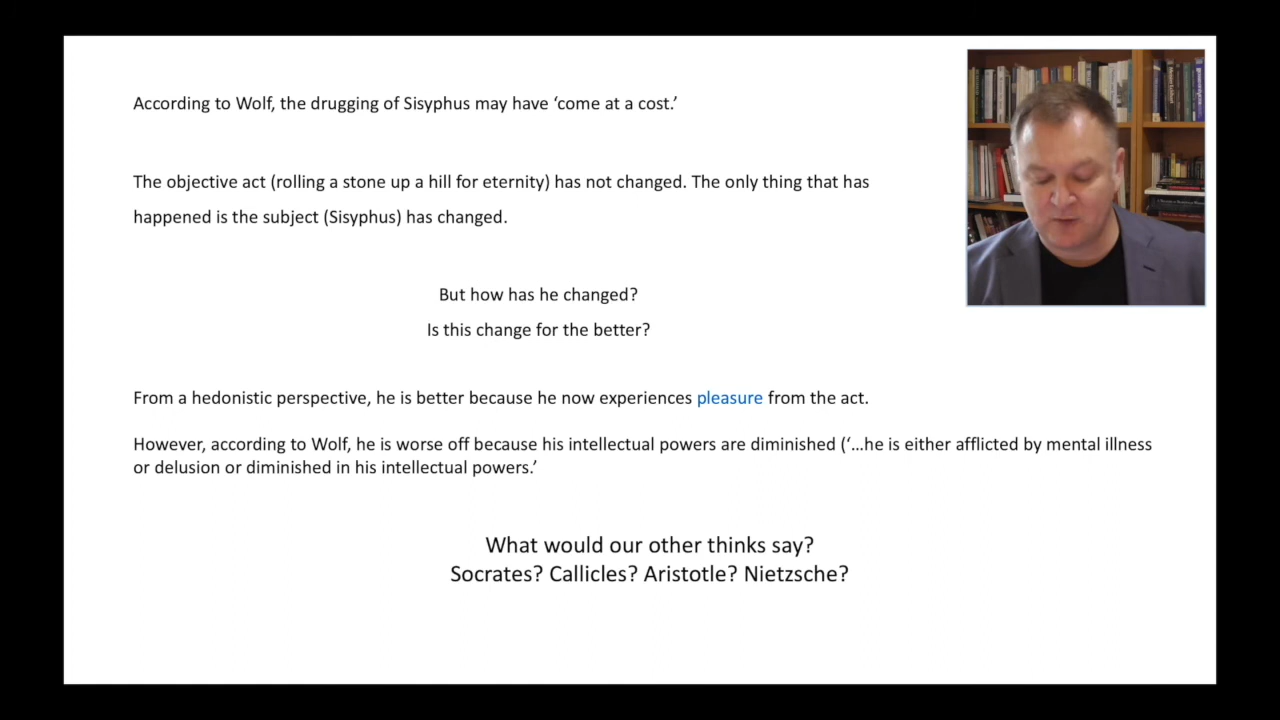 According to Wolf, the drugging of Sisyphus may have ‘come at a cost.’
The objective act (rolling a stone up a hill for eternity) has not changed. The only thing that has
happened is the subject (Sisyphus) has changed.
But how has he changed?
Is this change for the better?
From a hedonistic perspective, he is better because he now experiences pleasure from the act.
However, according to Wolf, he is worse off because his intellectual powers are diminished (‘…he is either afflicted by mental illness
or delusion or diminished in his intellectual powers.’
What would our other thinks say?
Socrates? Callicles? Aristotle? Nietzsche?